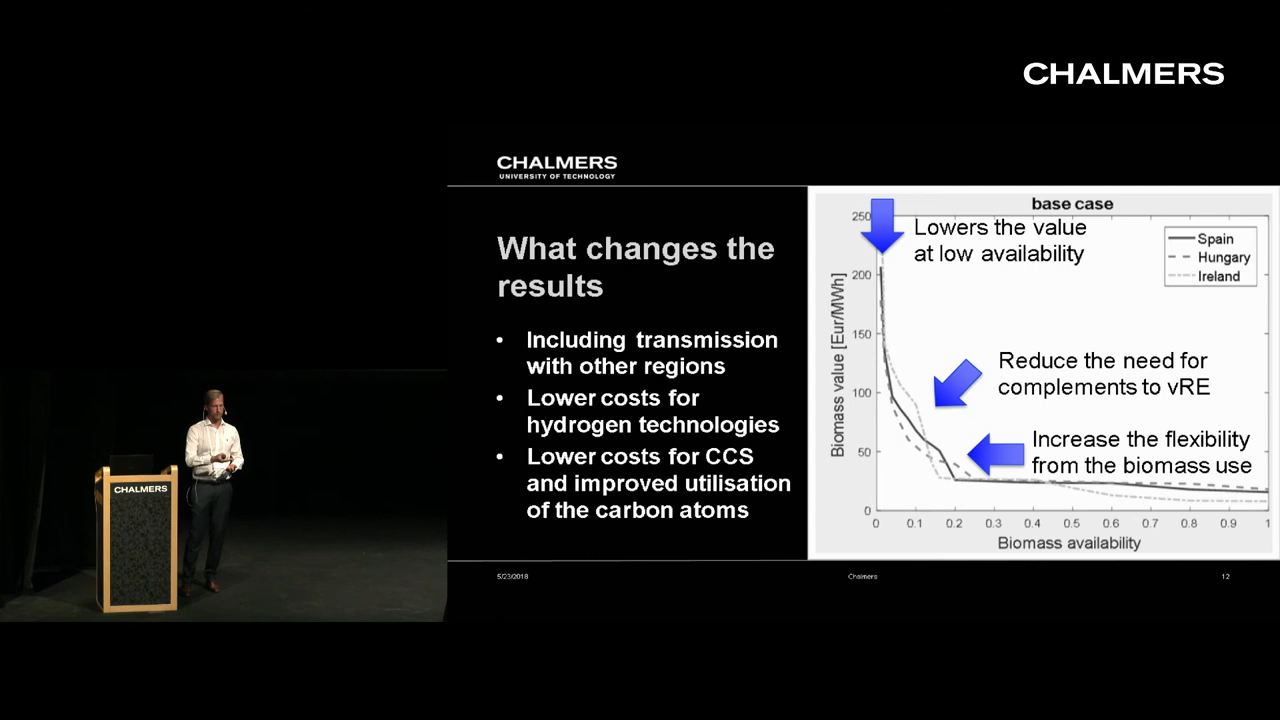 CHALMERS
CHALMERS
UNIVERSITY OF TECHNOLOGY
What changes the
results
• Including transmission
with other regions
• Lower costs for
hydrogen technologies
• Lower costs for CCS
and improved utilisation
of the carbon atoms
base case
Lowers the value
at low availability
Spain
Hungary
Ireland
Reduce the need for
complements to vRE
Increase the flexibility
from the biomass use
Biomass value [Eur/MWh]
250
200
150
100
50
0
0 0.1 0.2 0.3 0.4 0.5 0.6 0.7 0.8 0.9 1
Biomass availability
CHALMERS
5/23/2018
Chalmers
12